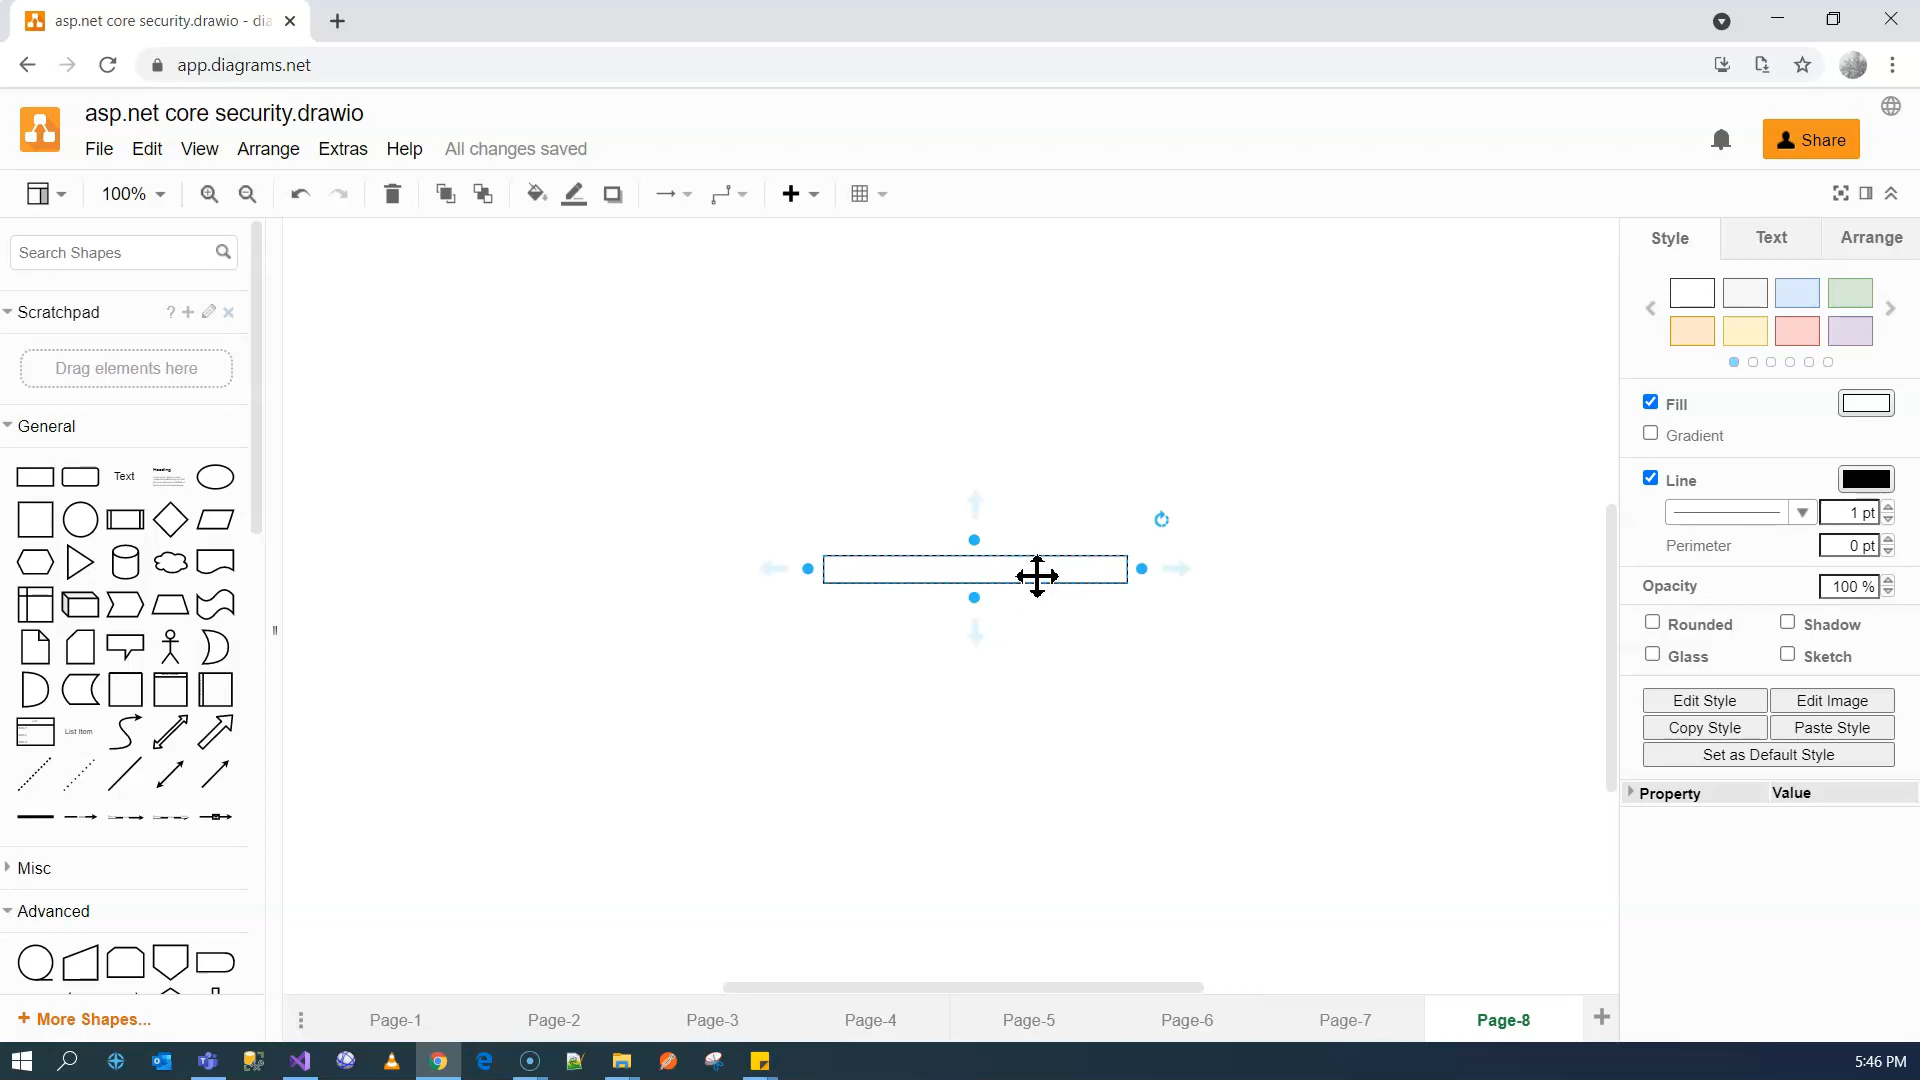 asp.net core security.drawio - dia
app.diagrams.net
asp.net core security.drawio
File Edit View Arrange Extras Help All changes saved
Share
100%
Search Shapes
Scratchpad ?
Drag elements here
General
Text
Heading
List Item
Misc
Advanced
+ More Shapes...
Style Text Arrange
Fill
Gradient
Line
1 pt
Perimeter 0 pt
Opacity 100 %
Rounded Shadow
Glass Sketch
Edit Style Edit Image
Copy Style Paste Style
Set as Default Style
Property Value
Page-1 Page-2 Page-3 Page-4 Page-5 Page-6 Page-7 Page-8
5:46 PM